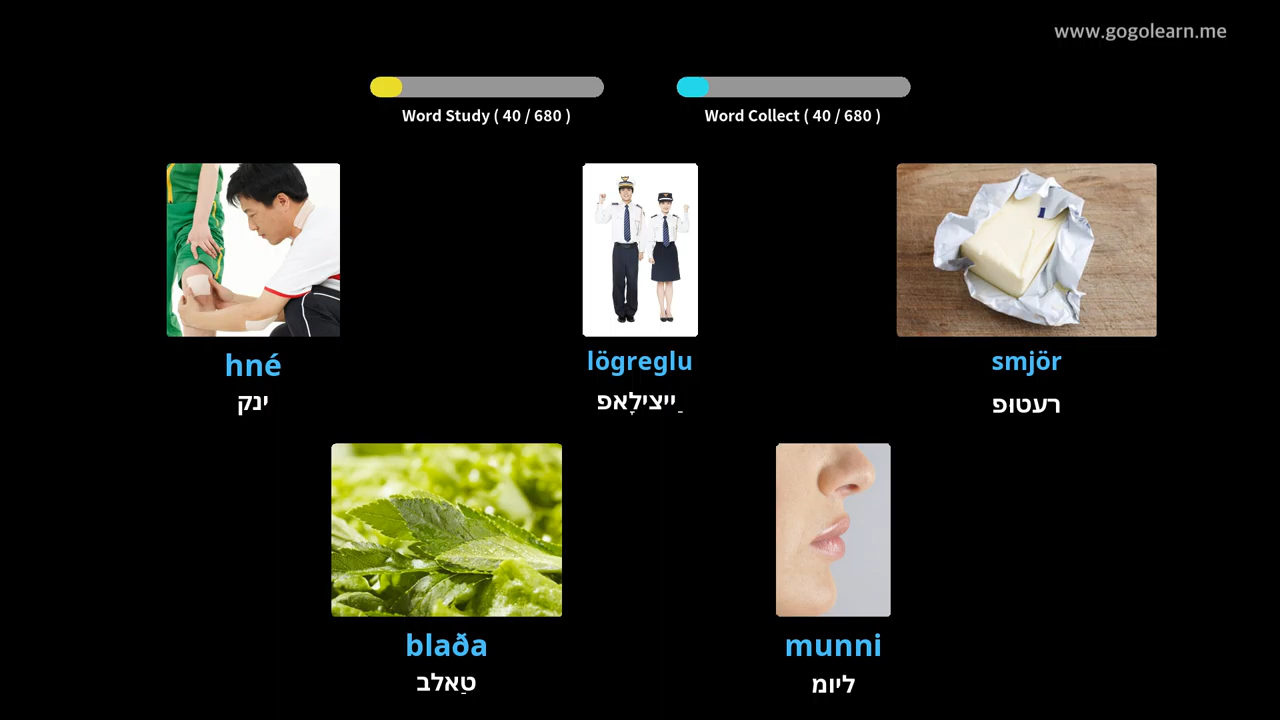 www.gogolearn.me
Word Study ( 40 / 680 )
Word Collect ( 40 / 680 )
hné
lögreglu
smjör
ינק
ַייצילָאפ
רעטוּפ
blaða
munni
טַאלב
ליומ